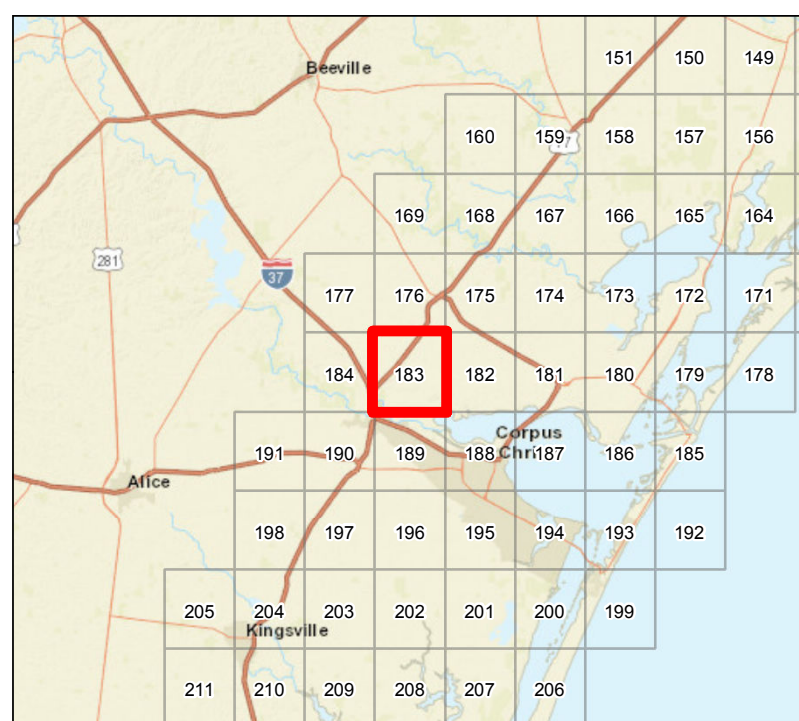 151 150 149
Beeville
160 159 77 158 157 156
169 168 167 166 165 164
281
37
177 176 175 174 173 172 171
184 183 182 181 180 179 178
Corpus
191 190 189 188 Chri 187 186 185
Alice
198 197 196 195 194 193 192
205 204 203 202 201 200 199
Kingsville
211 210 209 208 207 206